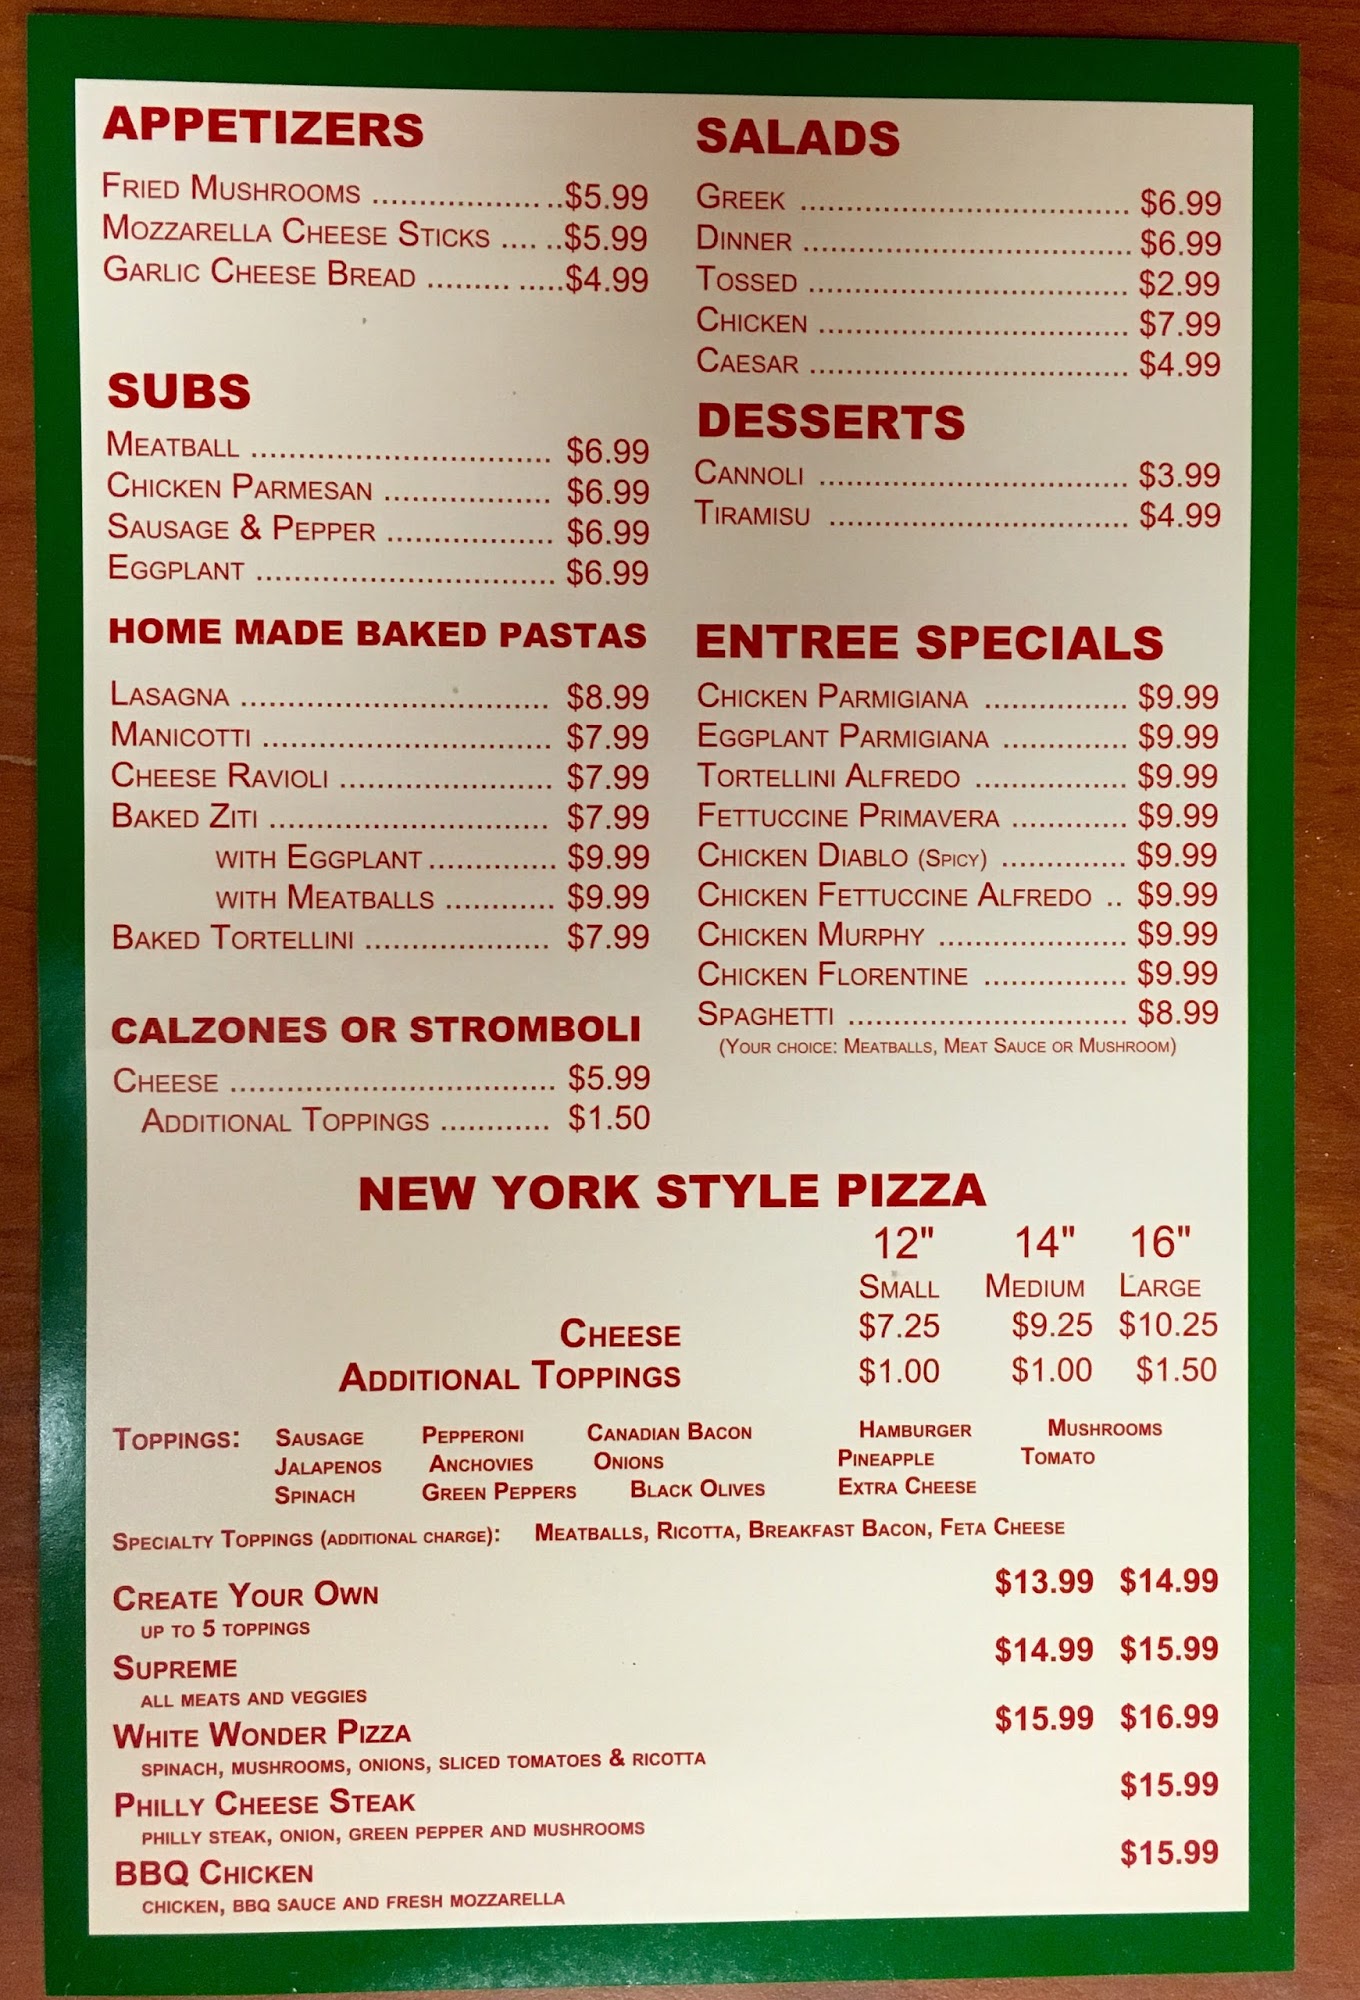 APPETIZERS
FRIED MUSHROOMS .....................$5.99
MOZZARELLA CHEESE STICKS .... ..$5.99
GARLIC CHEESE BREAD ......... .....$4.99
SUBS
MEATBALL ................................ $6.99
CHICKEN PARMESAN .................. $6.99
SAUSAGE & PEPPER .................. $6.99
EGGPLANT ................................ $6.99
HOME MADE BAKED PASTAS
LASAGNA ................................. $8.99
MANICOTTI ............................... $7.99
CHEESE RAVIOLI ....................... $7.99
BAKED ZITI .............................. $7.99
WITH EGGPLANT .............. $9.99
WITH MEATBALLS ............ $9.99
BAKED TORTELLINI .................... $7.99
CALZONES OR STROMBOLI
CHEESE ................................... $5.99
ADDITIONAL TOPPINGS ............ $1.50
SALADS
GREEK ................................... $6.99
DINNER ................................... $6.99
TOSSED .................................. $2.99
CHICKEN ................................. $7.99
CAESAR .................................. $4.99
DESSERTS
CANNOLI ................................. $3.99
TIRAMISU ................................ $4.99
ENTREE SPECIALS
CHICKEN PARMIGIANA ................ $9.99
EGGPLANT PARMIGIANA .............. $9.99
TORTELLINI ALFREDO ................. $9.99
FETTUCCINE PRIMAVERA ............. $9.99
CHICKEN DIABLO (SPICY) .............. $9.99
CHICKEN FETTUCCINE ALFREDO .. $9.99
CHICKEN MURPHY ..................... $9.99
CHICKEN FLORENTINE ................ $9.99
SPAGHETTI .............................. $8.99
(YOUR CHOICE: MEATBALLS, MEAT SAUCE OR MUSHROOM)
NEW YORK STYLE PIZZA
12" 14" 16"
SMALL MEDIUM LARGE
CHEESE $7.25 $9.25 $10.25
ADDITIONAL TOPPINGS $1.00 $1.00 $1.50
TOPPINGS: SAUSAGE PEPPERONI CANADIAN BACON HAMBURGER MUSHROOMS
JALAPENOS ANCHOVIES ONIONS PINEAPPLE TOMATO
SPINACH GREEN PEPPERS BLACK OLIVES EXTRA CHEESE
SPECIALTY TOPPINGS (ADDITIONAL CHARGE): MEATBALLS, RICOTTA, BREAKFAST BACON, FETA CHEESE
CREATE YOUR OWN $13.99 $14.99
UP TO 5 TOPPINGS
SUPREME $14.99 $15.99
ALL MEATS AND VEGGIES
WHITE WONDER PIZZA $15.99 $16.99
SPINACH, MUSHROOMS, ONIONS, SLICED TOMATOES & RICOTTA
PHILLY CHEESE STEAK $15.99
PHILLY STEAK, ONION, GREEN PEPPER AND MUSHROOMS
BBQ CHICKEN $15.99
CHICKEN, BBQ SAUCE AND FRESH MOZZARELLA